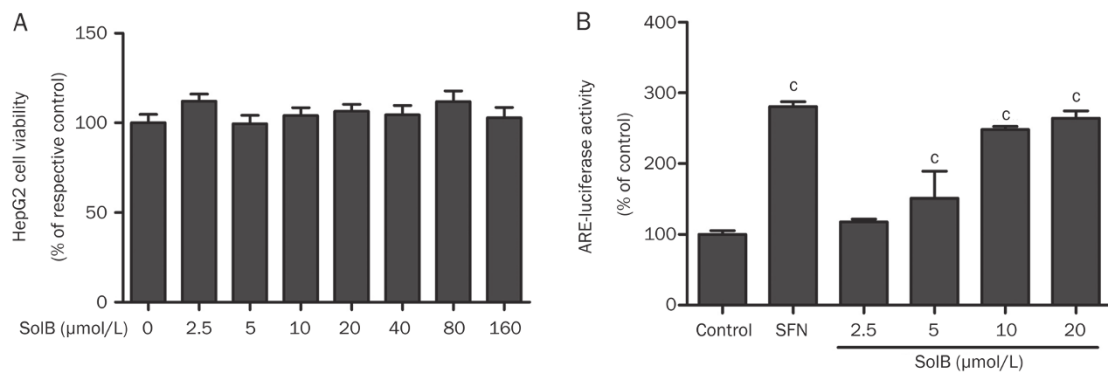 A
HepG2 cell viability
(% of respective control)
150
100
50
0
SolB (μmol/L) 0 2.5 5 10 20 40 80 160
B
ARE-luciferase activity
(% of control)
400
300
200
100
0
c
c
c
c
Control SFN 2.5 5 10 20
SolB (μmol/L)